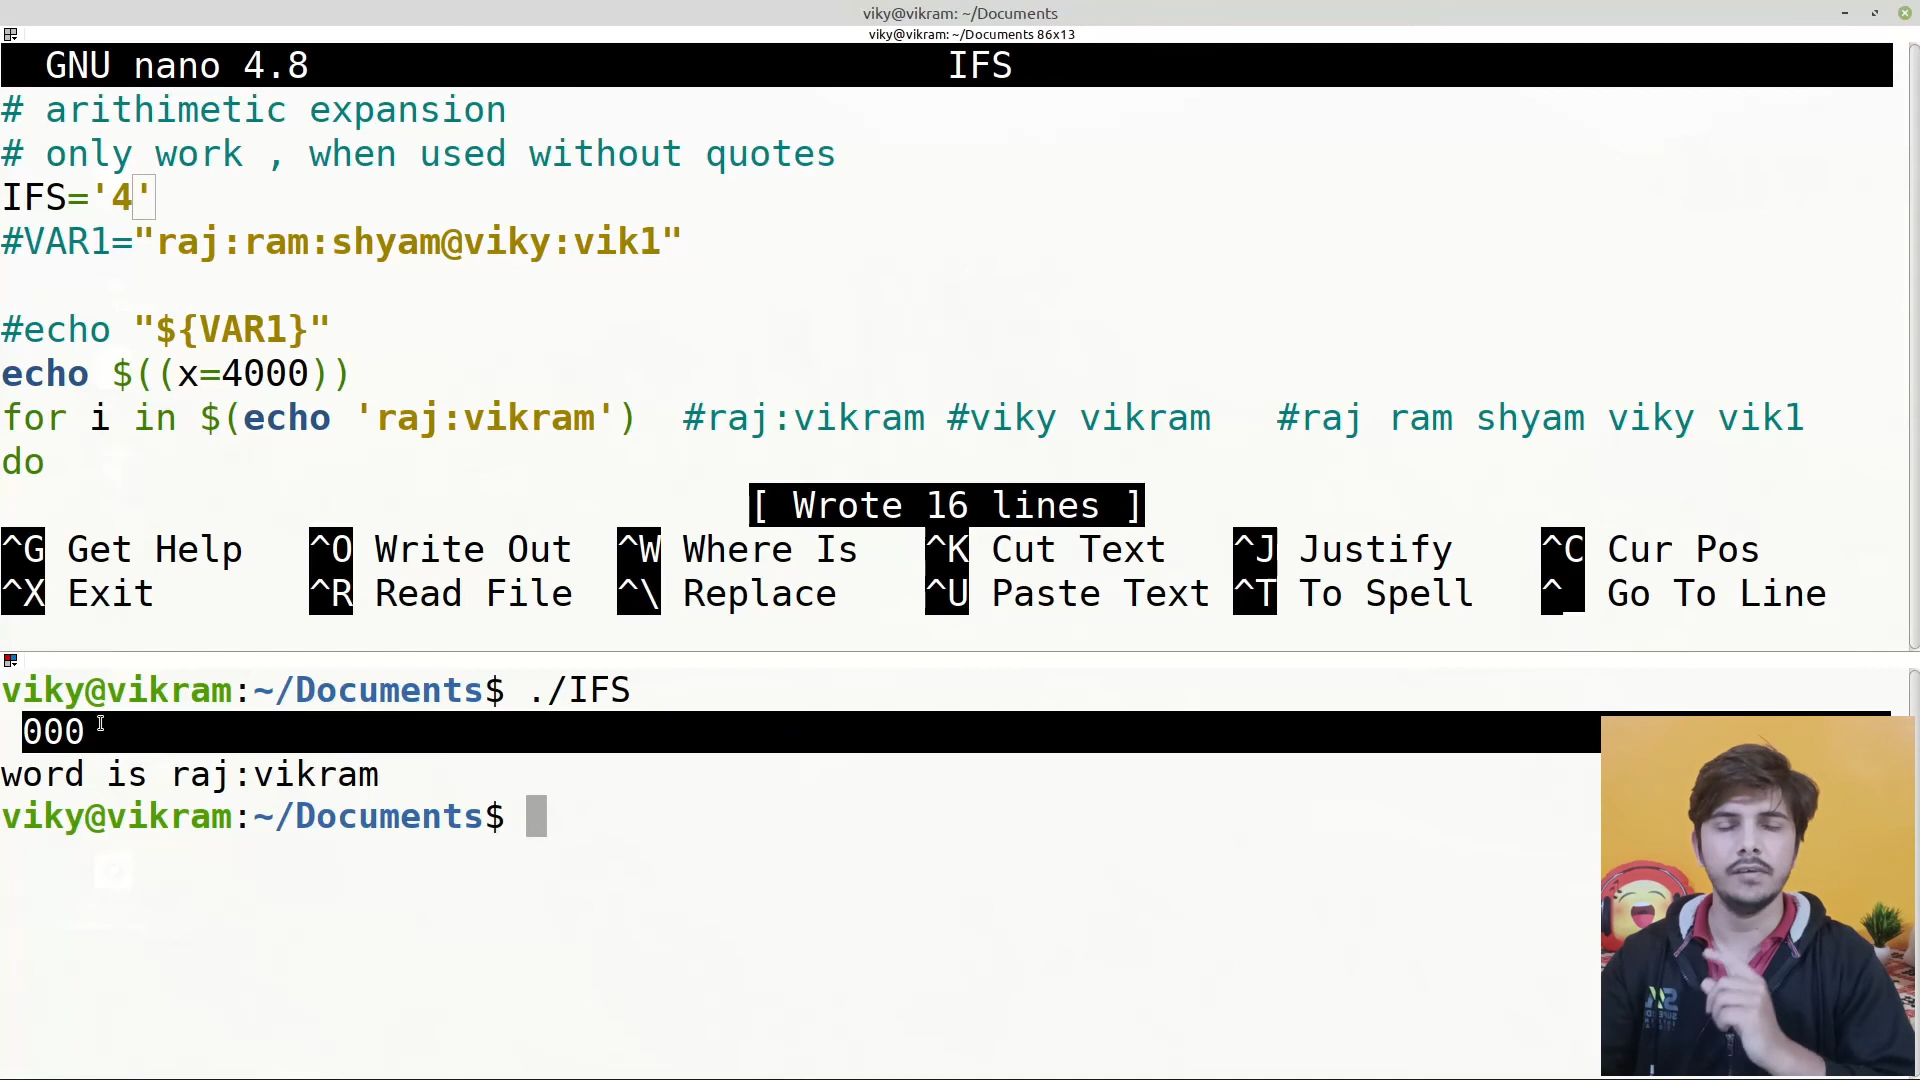 viky@vikram: ~/Documents
viky@vikram: ~/Documents 86x13
GNU nano 4.8 IFS
# arithimetic expansion
# only work , when used without quotes
IFS='4'
#VAR1="raj:ram:shyam@viky:vik1"
#echo "${VAR1}"
echo $((x=4000))
for i in $(echo 'raj:vikram') #raj:vikram #viky vikram #raj ram shyam viky vik1
do
[ Wrote 16 lines ]
^G Get Help ^O Write Out ^W Where Is ^K Cut Text ^J Justify ^C Cur Pos
^X Exit ^R Read File ^\ Replace ^U Paste Text ^T To Spell ^_ Go To Line
viky@vikram:~/Documents$ ./IFS
000
word is raj:vikram
viky@vikram:~/Documents$